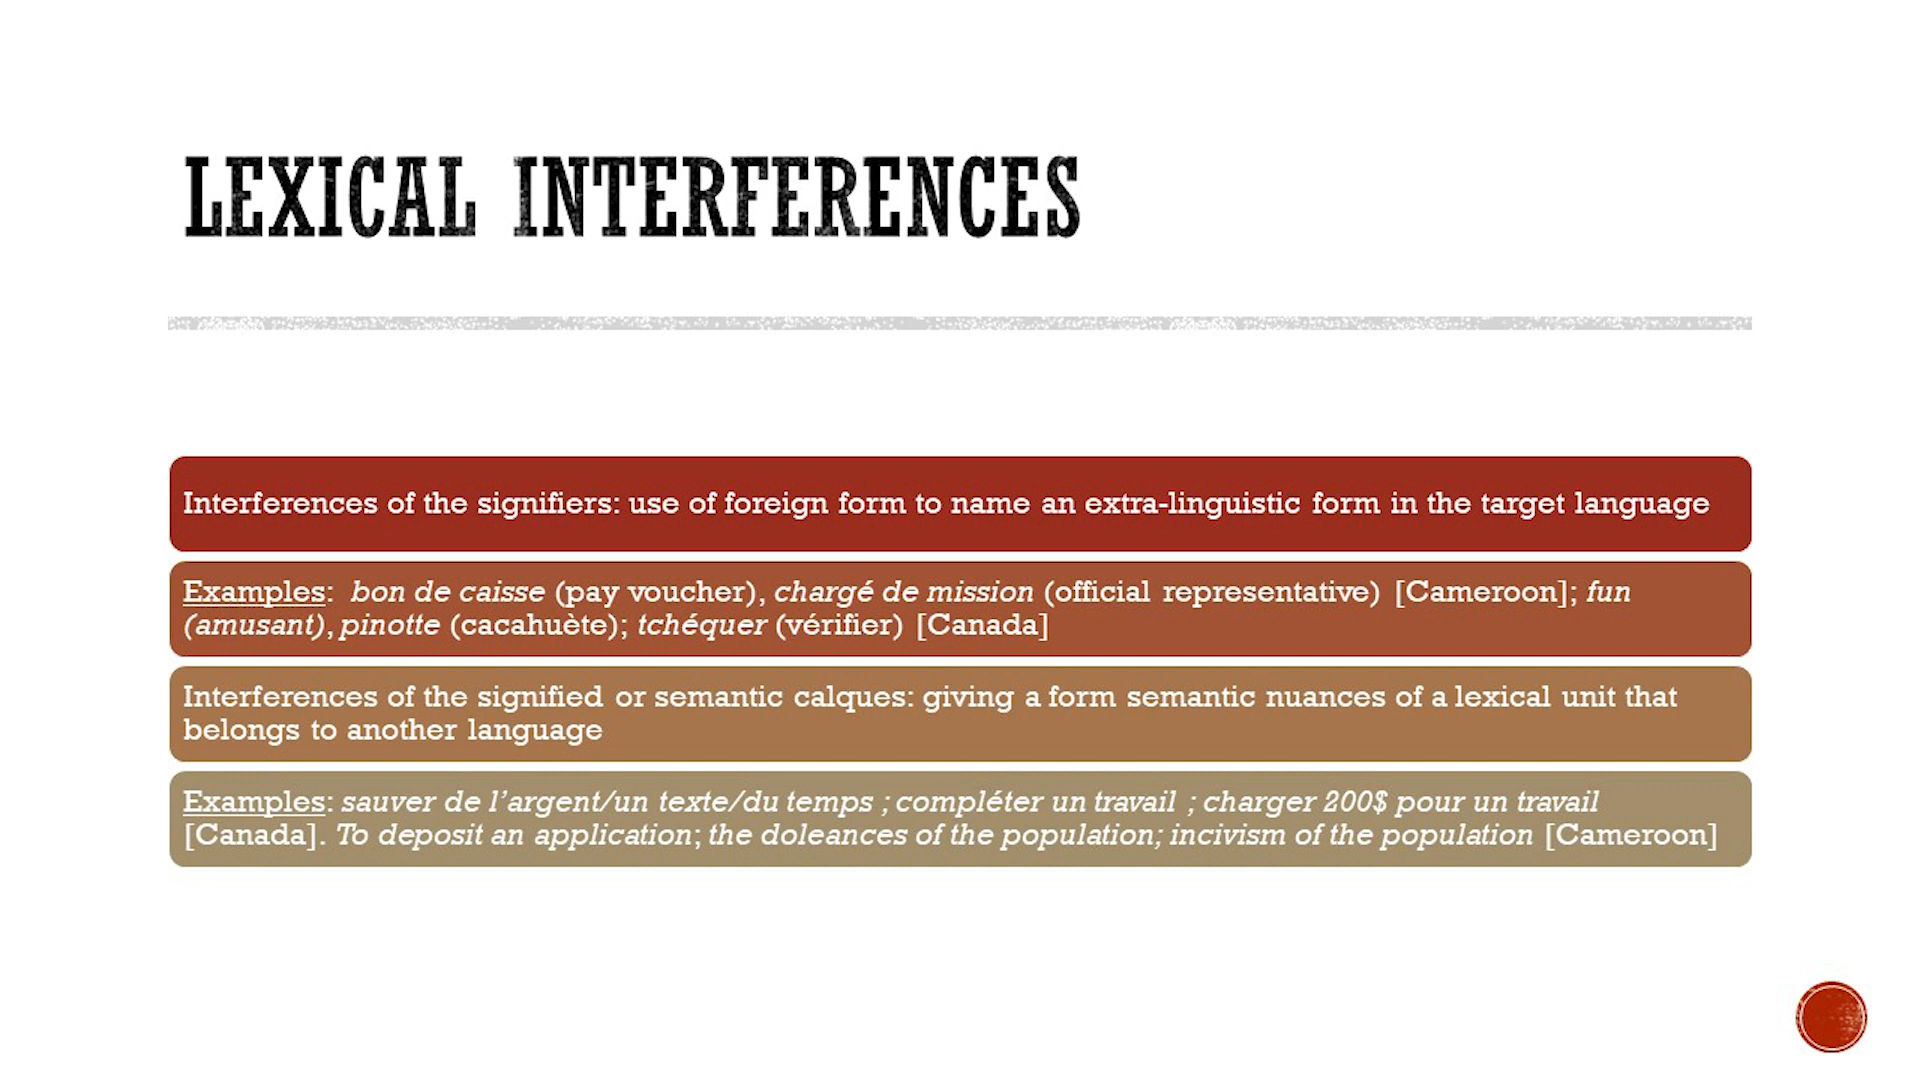 LEXICAL INTERFERENCES
Interferences of the signifiers: use of foreign form to name an extra-linguistic form in the target language
Examples: bon de caisse (pay voucher), chargé de mission (official representative) [Cameroon]; fun
(amusant), pinotte (cacahuète); tchéquer (vérifier) [Canada]
Interferences of the signified or semantic calques: giving a form semantic nuances of a lexical unit that
belongs to another language
Examples: sauver de l’argent/un texte/du temps ; compléter un travail ; charger 200$ pour un travail
[Canada]. To deposit an application; the doleances of the population; incivism of the population [Cameroon]